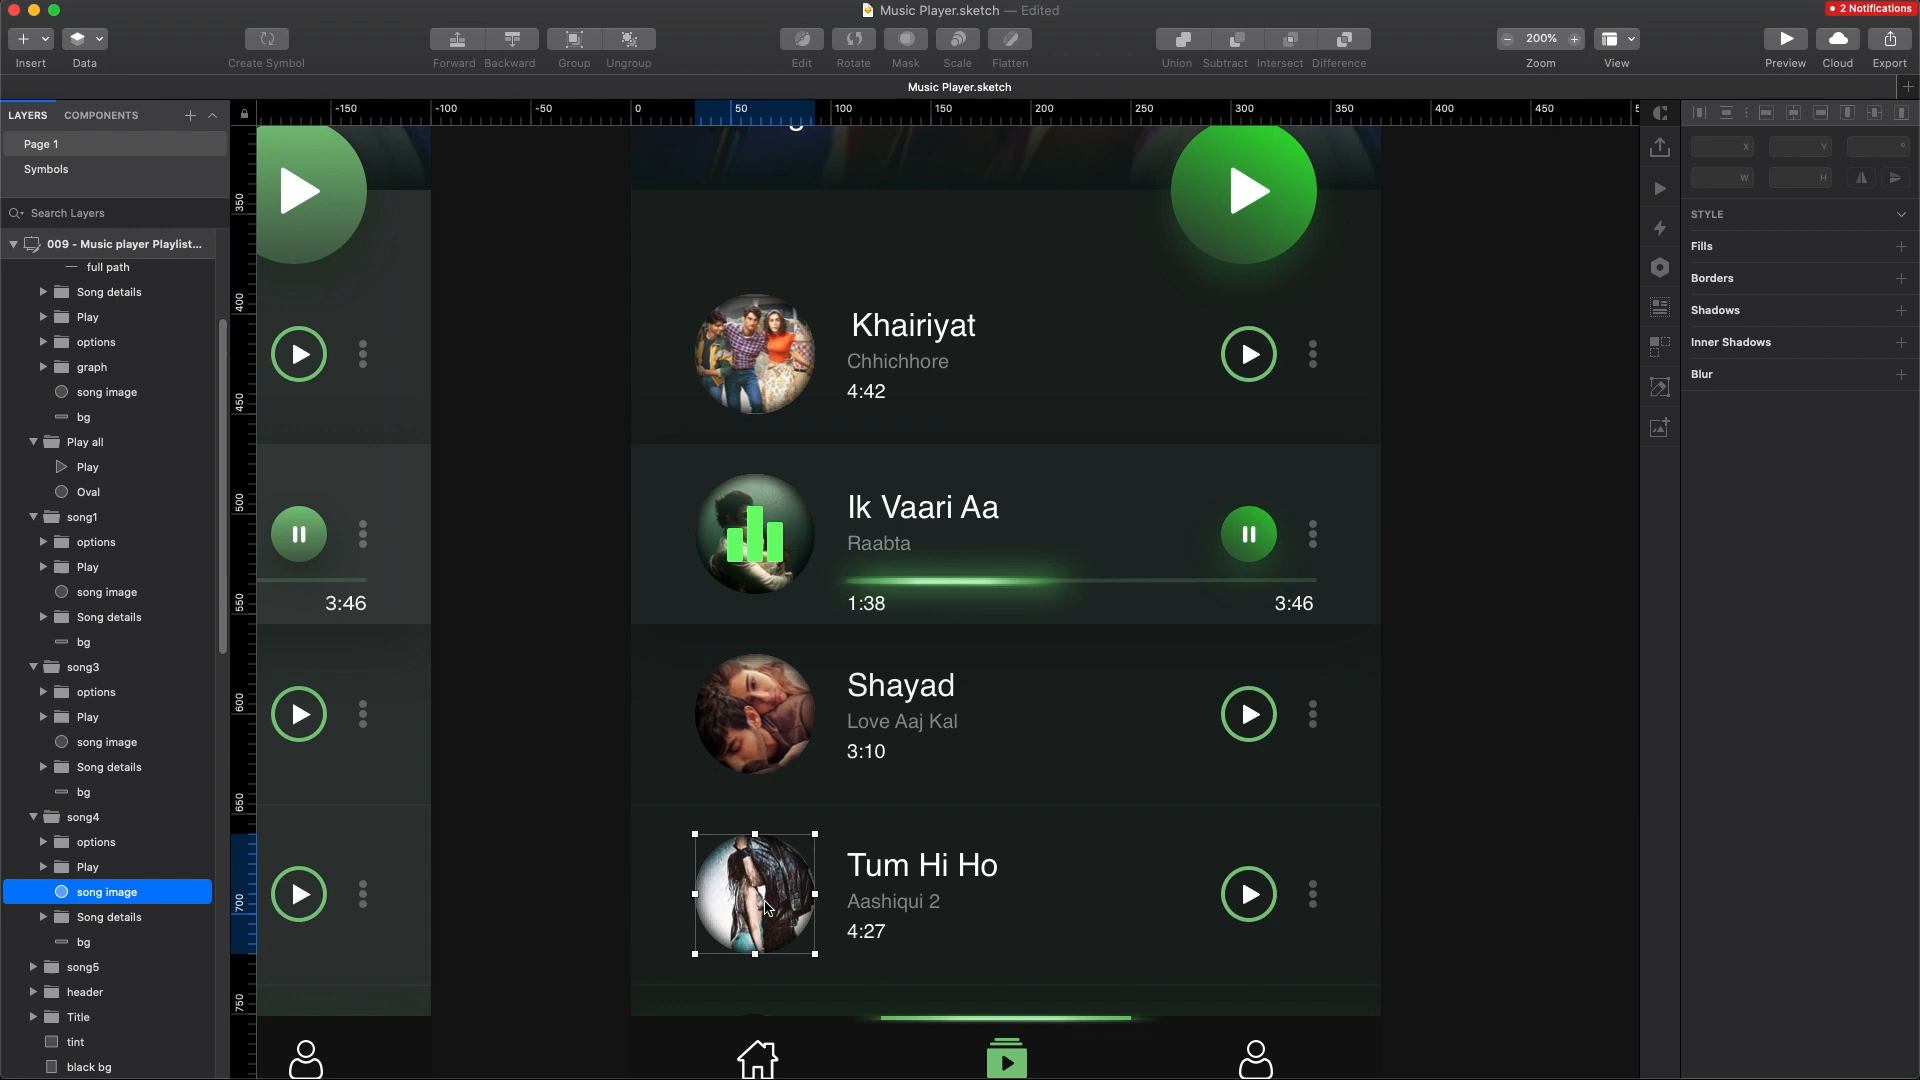 Music Player.sketch — Edited
2 Notifications
Insert
Data
Create Symbol
Forward
Backward
Group
Ungroup
Edit
Rotate
Mask
Scale
Flatten
Union
Subtract
Intersect
Difference
200%
Zoom
View
Preview
Cloud
Export
Music Player.sketch
LAYERS
COMPONENTS
Page 1
Symbols
Search Layers
009 - Music player Playlist...
full path
Song details
Play
options
graph
song image
bg
Play all
Play
Oval
song1
options
Play
song image
Song details
bg
song3
options
Play
song image
Song details
bg
song4
options
Play
song image
Song details
bg
song5
header
Title
tint
black bg
-150
-100
-50
0
50
100
150
200
250
300
350
400
450
350
400
450
500
550
600
650
700
750
3:46
Khairiyat
Chhichhore
4:42
Ik Vaari Aa
Raabta
1:38
3:46
Shayad
Love Aaj Kal
3:10
Tum Hi Ho
Aashiqui 2
4:27
X
Y
°
W
H
STYLE
Fills
Borders
Shadows
Inner Shadows
Blur